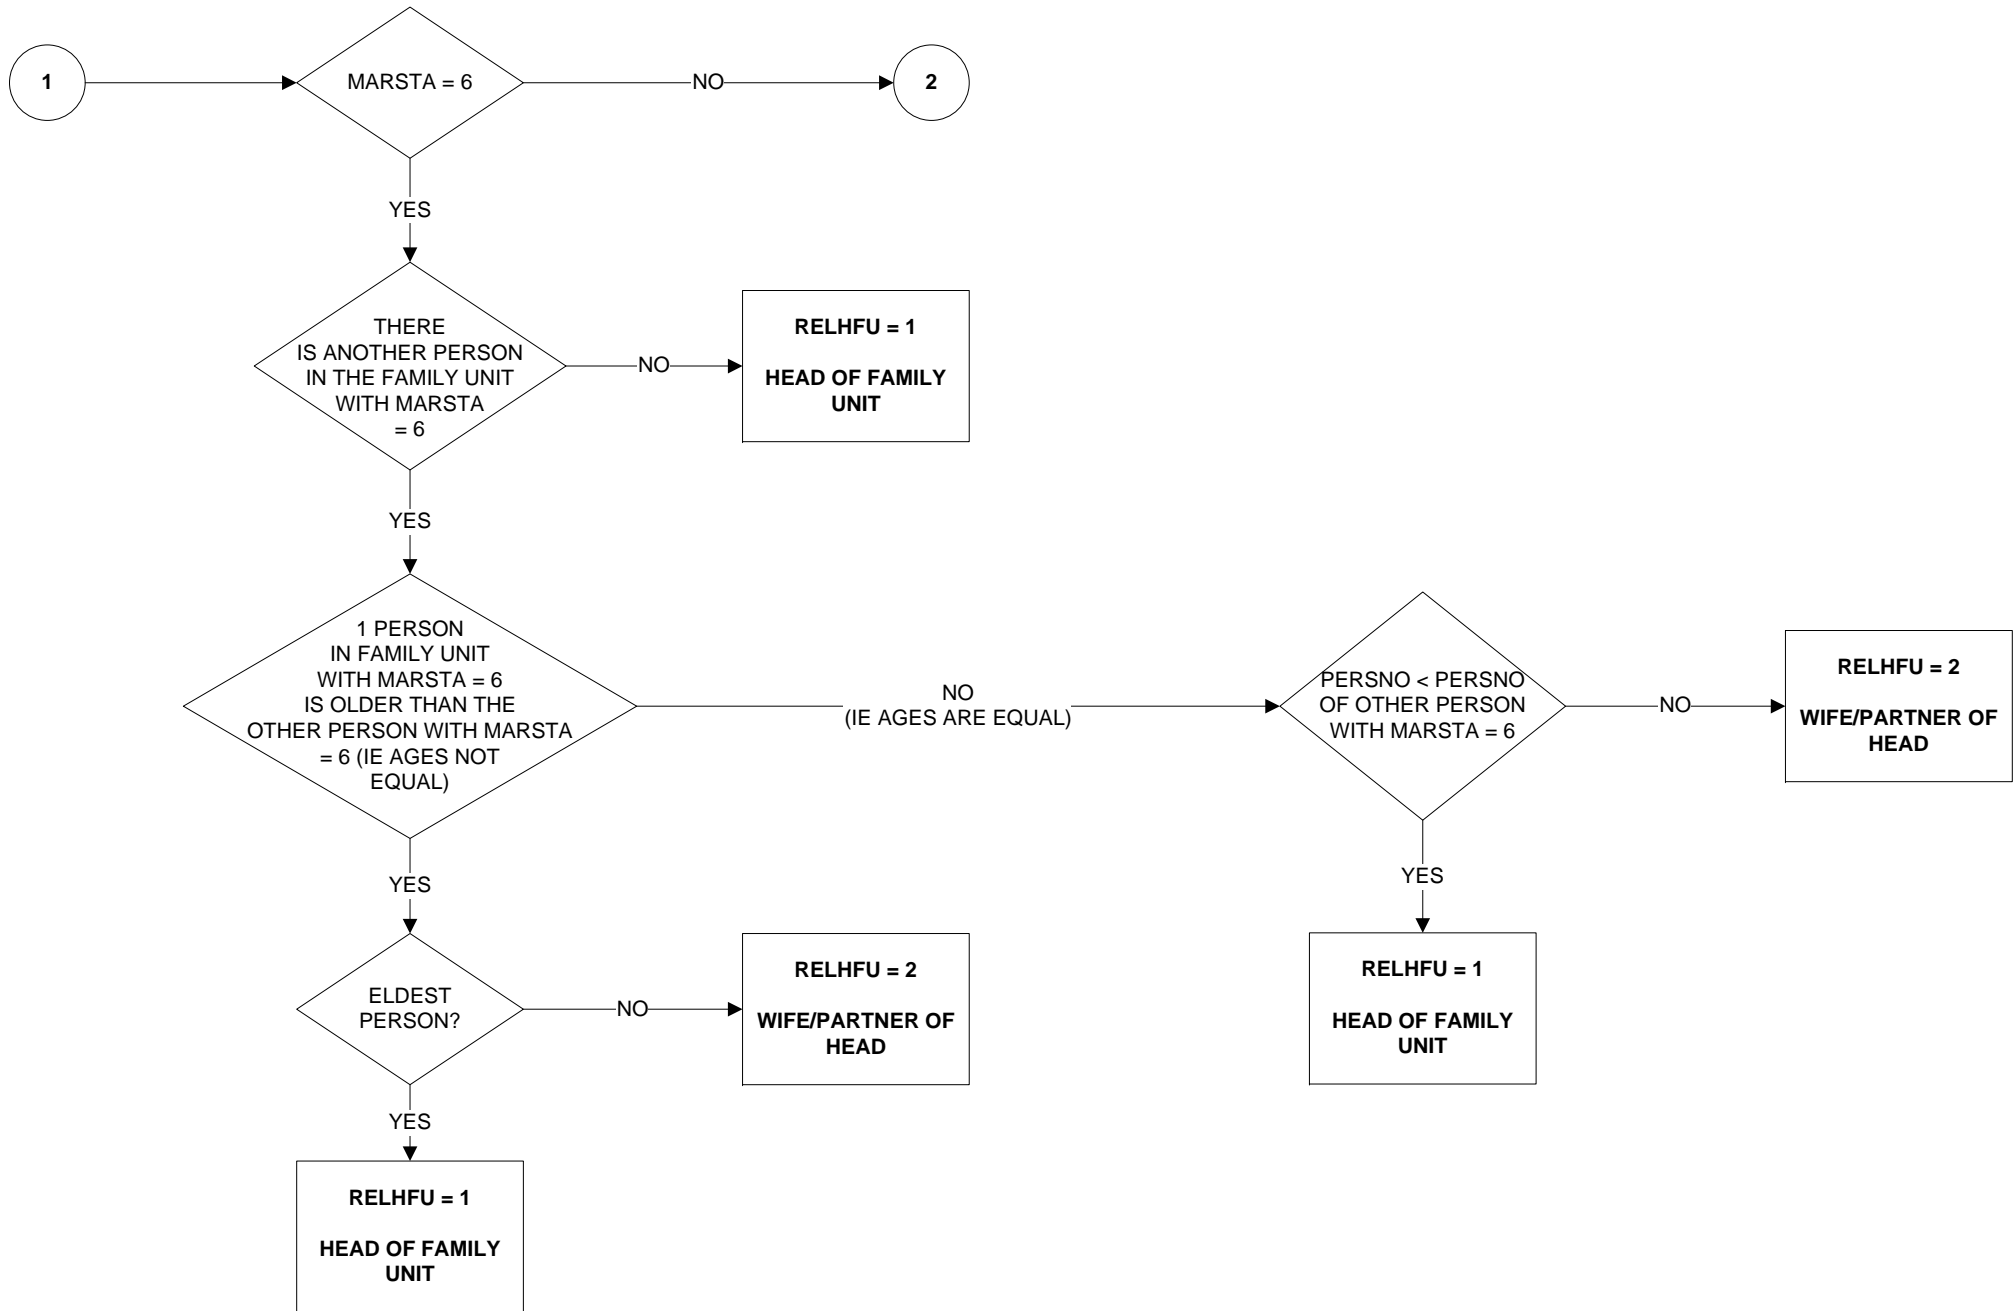 1
MARSTA = 6
NO
2
YES
THERE
IS ANOTHER PERSON
IN THE FAMILY UNIT
WITH MARSTA
= 6
NO
RELHFU = 1
HEAD OF FAMILY
UNIT
YES
1 PERSON
IN FAMILY UNIT
WITH MARSTA = 6
IS OLDER THAN THE
OTHER PERSON WITH MARSTA
= 6 (IE AGES NOT
EQUAL)
NO
(IE AGES ARE EQUAL)
PERSNO < PERSNO
OF OTHER PERSON
WITH MARSTA = 6
NO
RELHFU = 2
WIFE/PARTNER OF
HEAD
YES
YES
ELDEST
PERSON?
NO
RELHFU = 2
WIFE/PARTNER OF
HEAD
RELHFU = 1
HEAD OF FAMILY
UNIT
YES
RELHFU = 1
HEAD OF FAMILY
UNIT